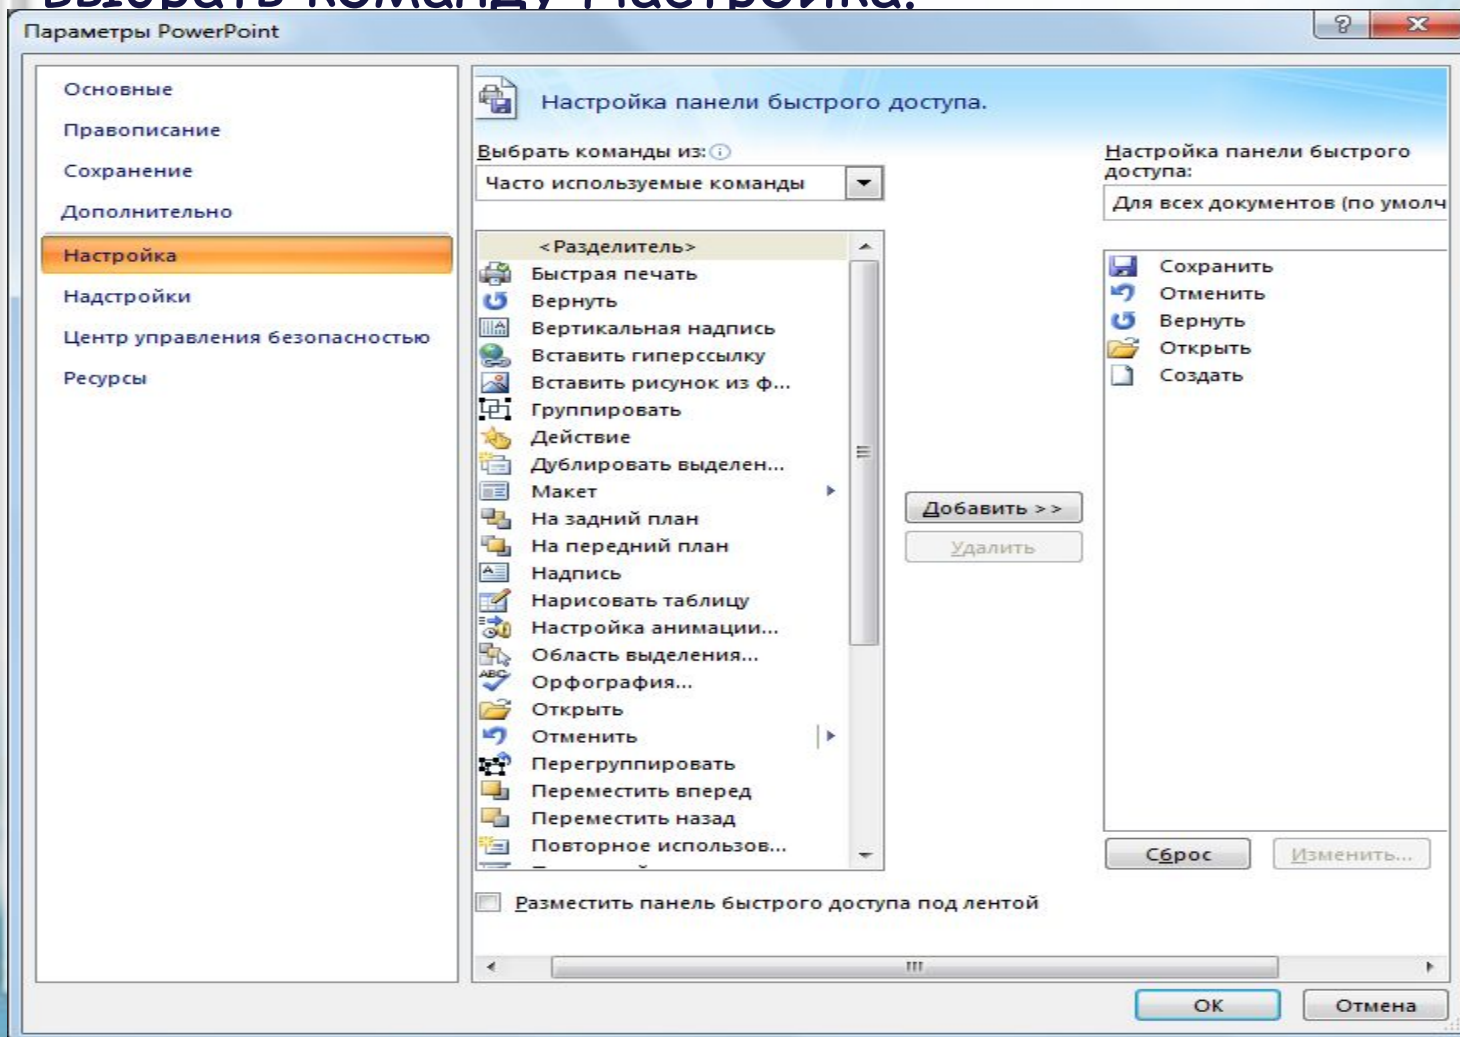 выбрать команду Настройка.
Параметры PowerPoint
Основные
Правописание
Сохранение
Дополнительно
Настройка
Надстройки
Центр управления безопасностью
Ресурсы
Настройка панели быстрого доступа.
Выбрать команды из:
Часто используемые команды
<Разделитель>
Быстрая печать
Вернуть
Вертикальная надпись
Вставить гиперссылку
Вставить рисунок из ф...
Группировать
Действие
Дублировать выделен...
Макет
На задний план
На передний план
Надпись
Нарисовать таблицу
Настройка анимации...
Область выделения...
Орфография...
Открыть
Отменить
Перегруппировать
Переместить вперед
Переместить назад
Повторное использов...
Разместить панель быстрого доступа под лентой
Добавить >>
Удалить
Настройка панели быстрого
доступа:
Для всех документов (по умолч
Сохранить
Отменить
Вернуть
Открыть
Создать
Сброс
Изменить...
ОК
Отмена